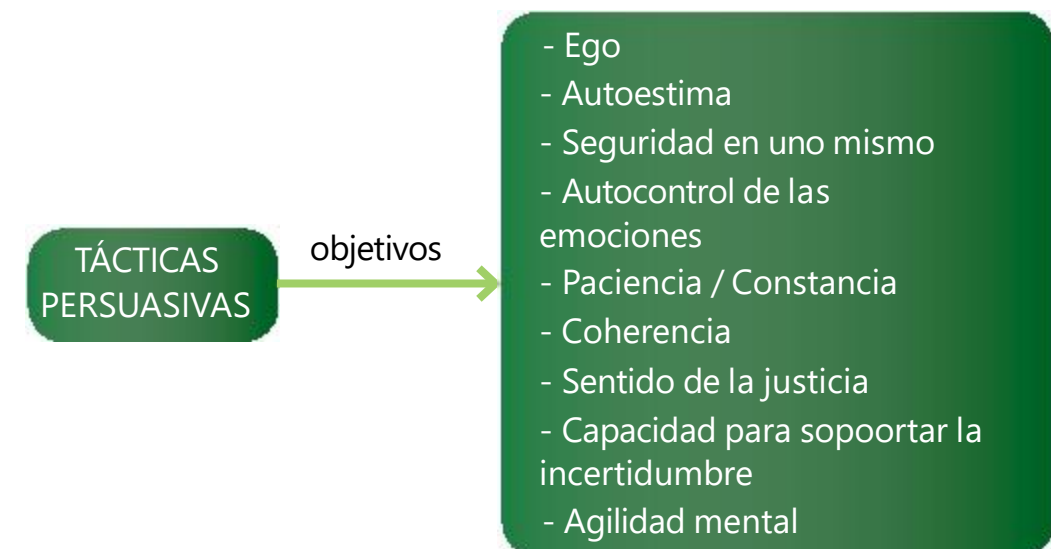 TÁCTICAS
PERSUASIVAS
objetivos
- Ego
- Autoestima
- Seguridad en uno mismo
- Autocontrol de las
emociones
- Paciencia / Constancia
- Coherencia
- Sentido de la justicia
- Capacidad para sopoortar la
incertidumbre
- Agilidad mental